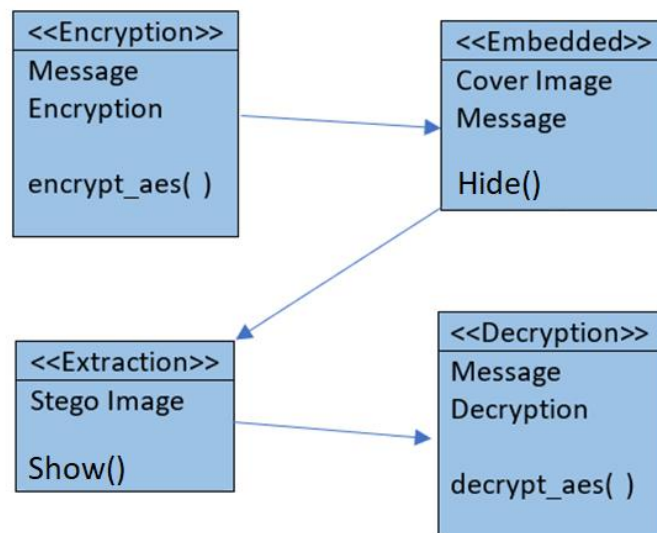 <<Encryption>>
Message
Encryption
encrypt_aes( )
<<Embedded>>
Cover Image
Message
Hide()
<<Extraction>>
Stego Image
Show()
<<Decryption>>
Message
Decryption
decrypt_aes( )